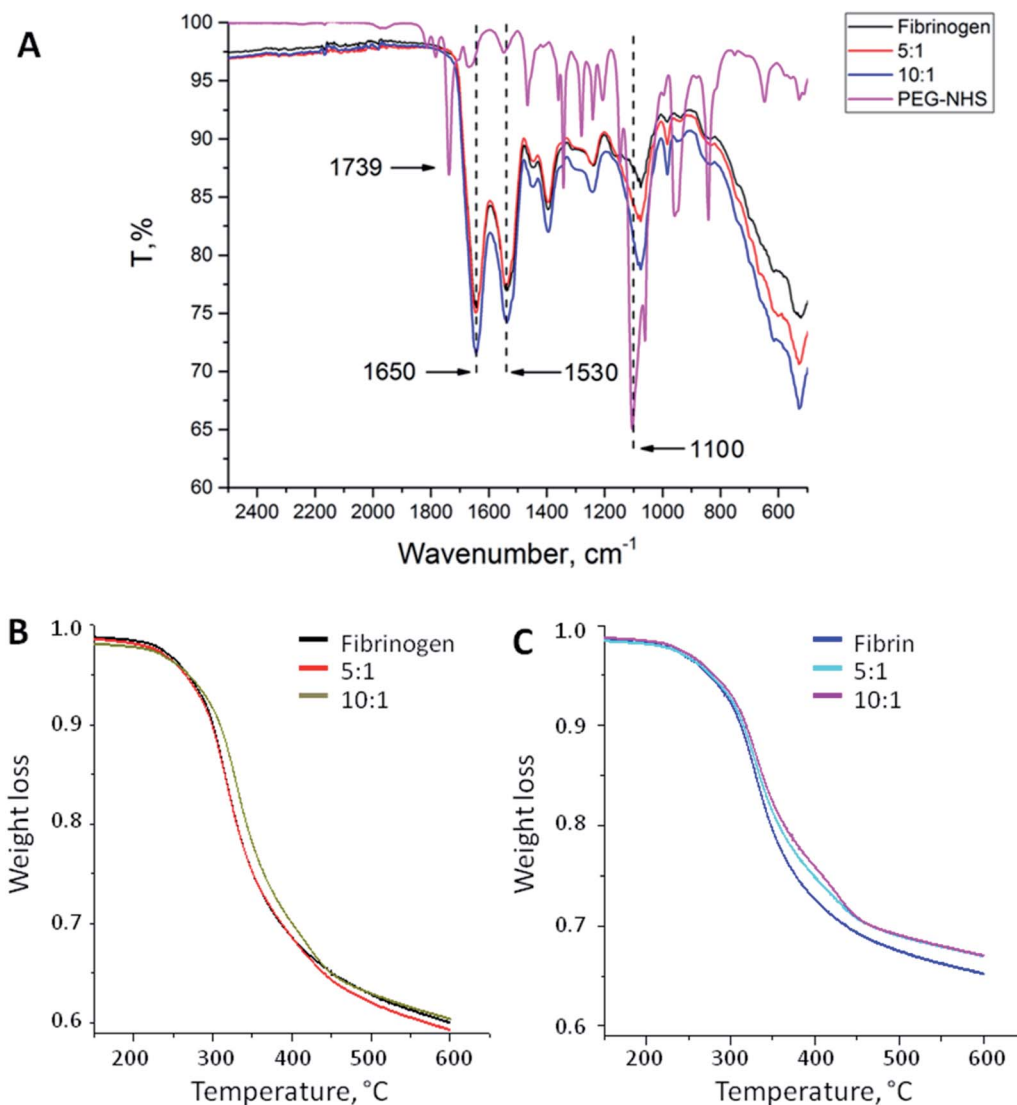 A
Fibrinogen
5:1
10:1
PEG-NHS
100
95
90
85
80
75
70
65
60
T, %
1739
1650
1530
1100
2400 2200 2000 1800 1600 1400 1200 1000 800 600
Wavenumber, cm⁻¹
B
Fibrinogen
5:1
10:1
1.0
0.9
0.8
0.7
0.6
Weight loss
200 300 400 500 600
Temperature, °C
C
Fibrin
5:1
10:1
1.0
0.9
0.8
0.7
0.6
Weight loss
200 300 400 500 600
Temperature, °C